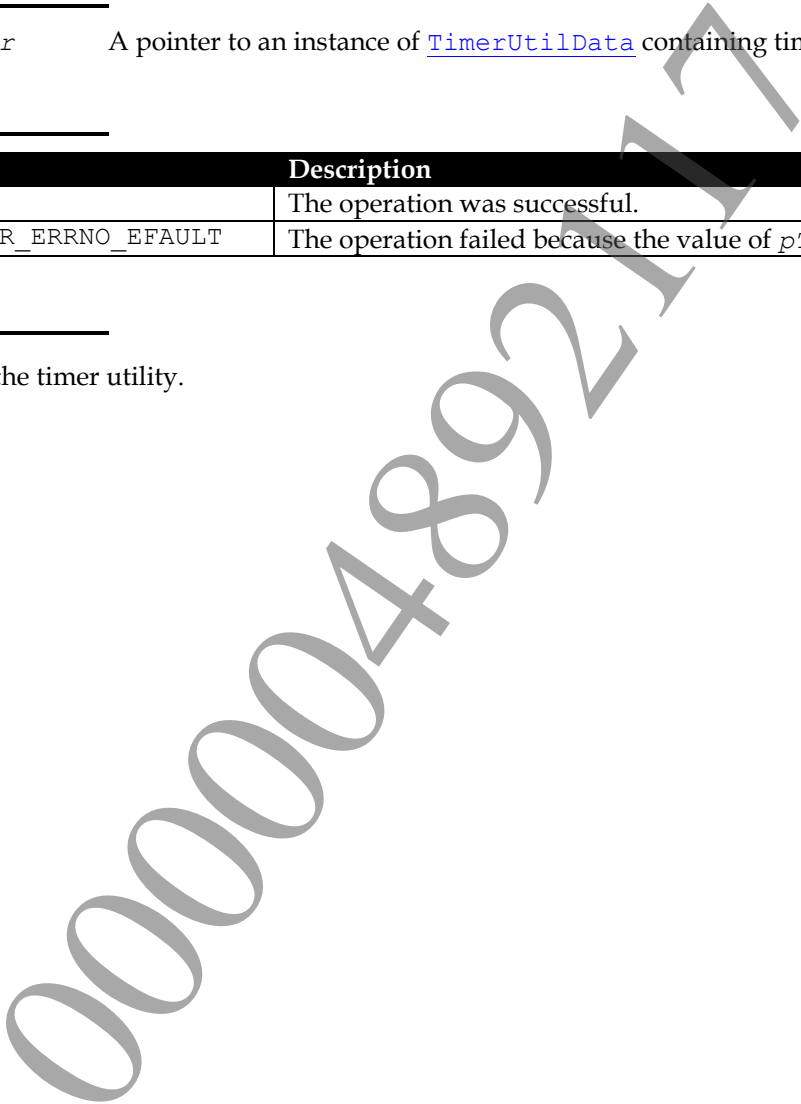 r A pointer to an instance of TimerUtilData containing tim
Description
The operation was successful.
R_ERRNO_EFAULT The operation failed because the value of pT
he timer utility.
00004892117